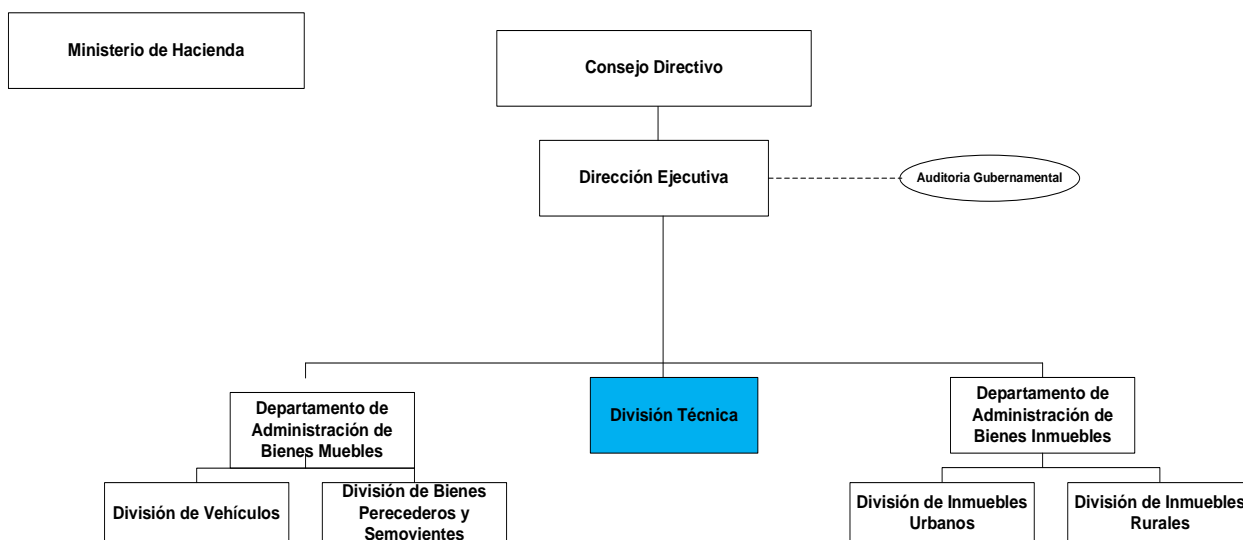 Ministerio de Hacienda
Consejo Directivo
Dirección Ejecutiva
Auditoria Gubernamental
Departamento de
Administración de
Bienes Muebles
División Técnica
Departamento de
Administración de
Bienes Inmuebles
División de Vehículos
División de Bienes
Perecederos y
Semovientes
División de Inmuebles
Urbanos
División de Inmuebles
Rurales